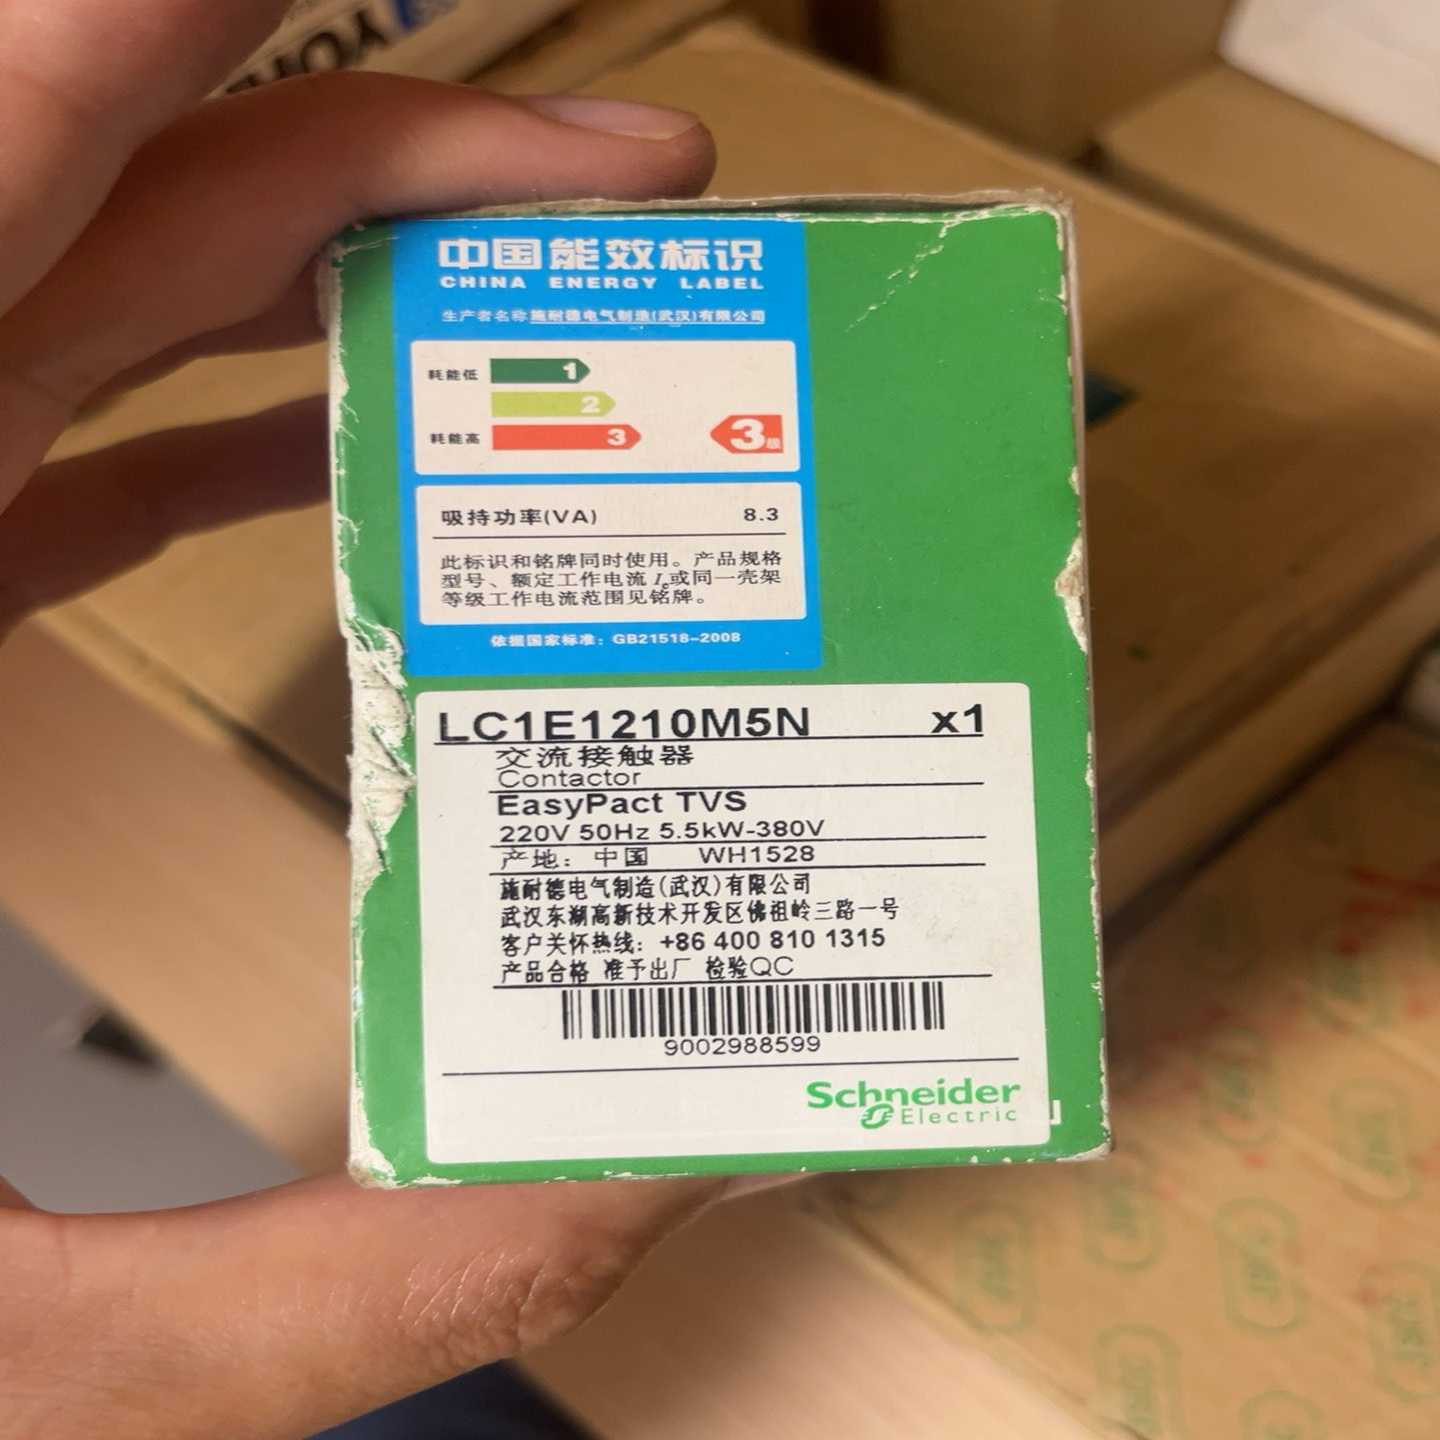 中国能效标识
CHINA ENERGY LABEL
生产者名称 施耐德电气制造(武汉)有限公司
耗能低 1
2
耗能高 3 3级
吸持功率(VA) 8.3
此标识和铭牌同时使用。产品规格
型号、额定工作电流Ie或同一壳架
等级工作电流范围见铭牌。
依据国家标准：GB21518-2008
LC1E1210M5N x1
交流接触器
Contactor
EasyPact TVS
220V 50Hz 5.5kW-380V
产地：中国 WH1528
施耐德电气制造(武汉)有限公司
武汉东湖高新技术开发区佛祖岭三路一号
客户关怀热线：+86 400 810 1315
产品合格 准予出厂 检验QC
9002988599
Schneider
Electric